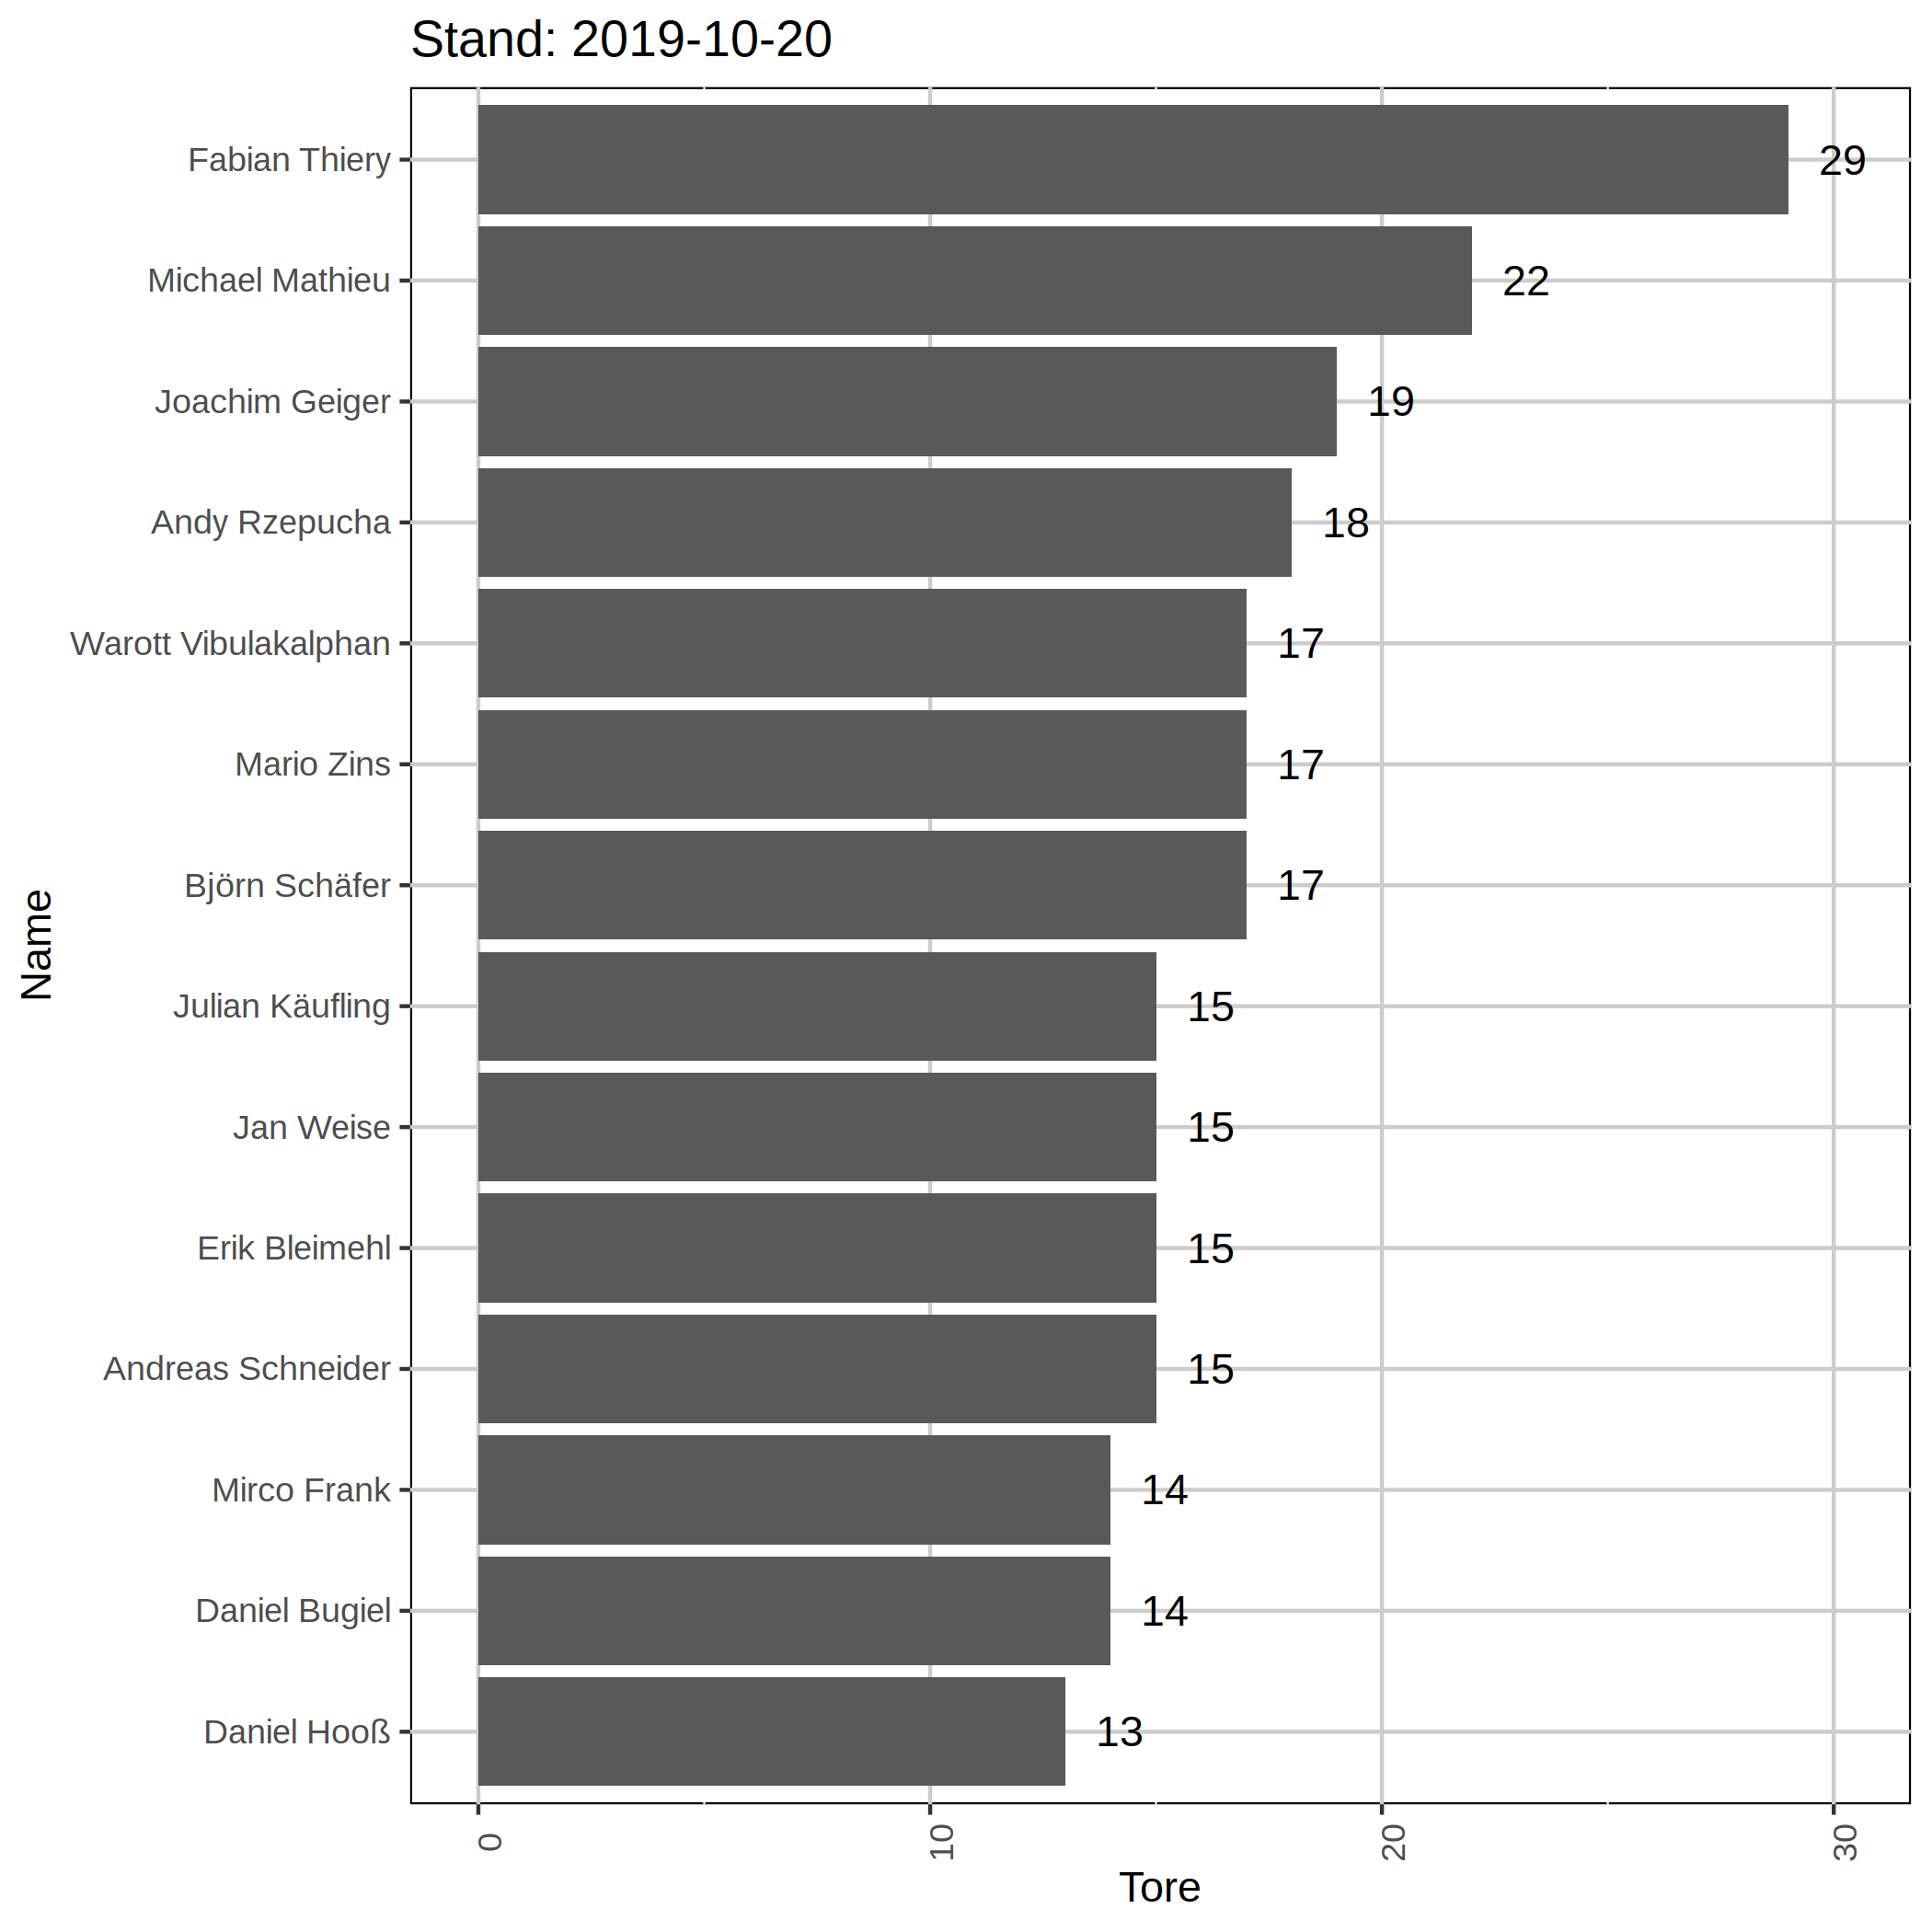 Stand: 2019-10-20
Fabian Thiery 29
Michael Mathieu 22
Joachim Geiger 19
Andy Rzepucha 18
Warott Vibulakalphan 17
Mario Zins 17
Björn Schäfer 17
Julian Käufling 15
Jan Weise 15
Erik Bleimehl 15
Andreas Schneider 15
Mirco Frank 14
Daniel Bugiel 14
Daniel Hooß 13
Name
0 10 20 30
Tore